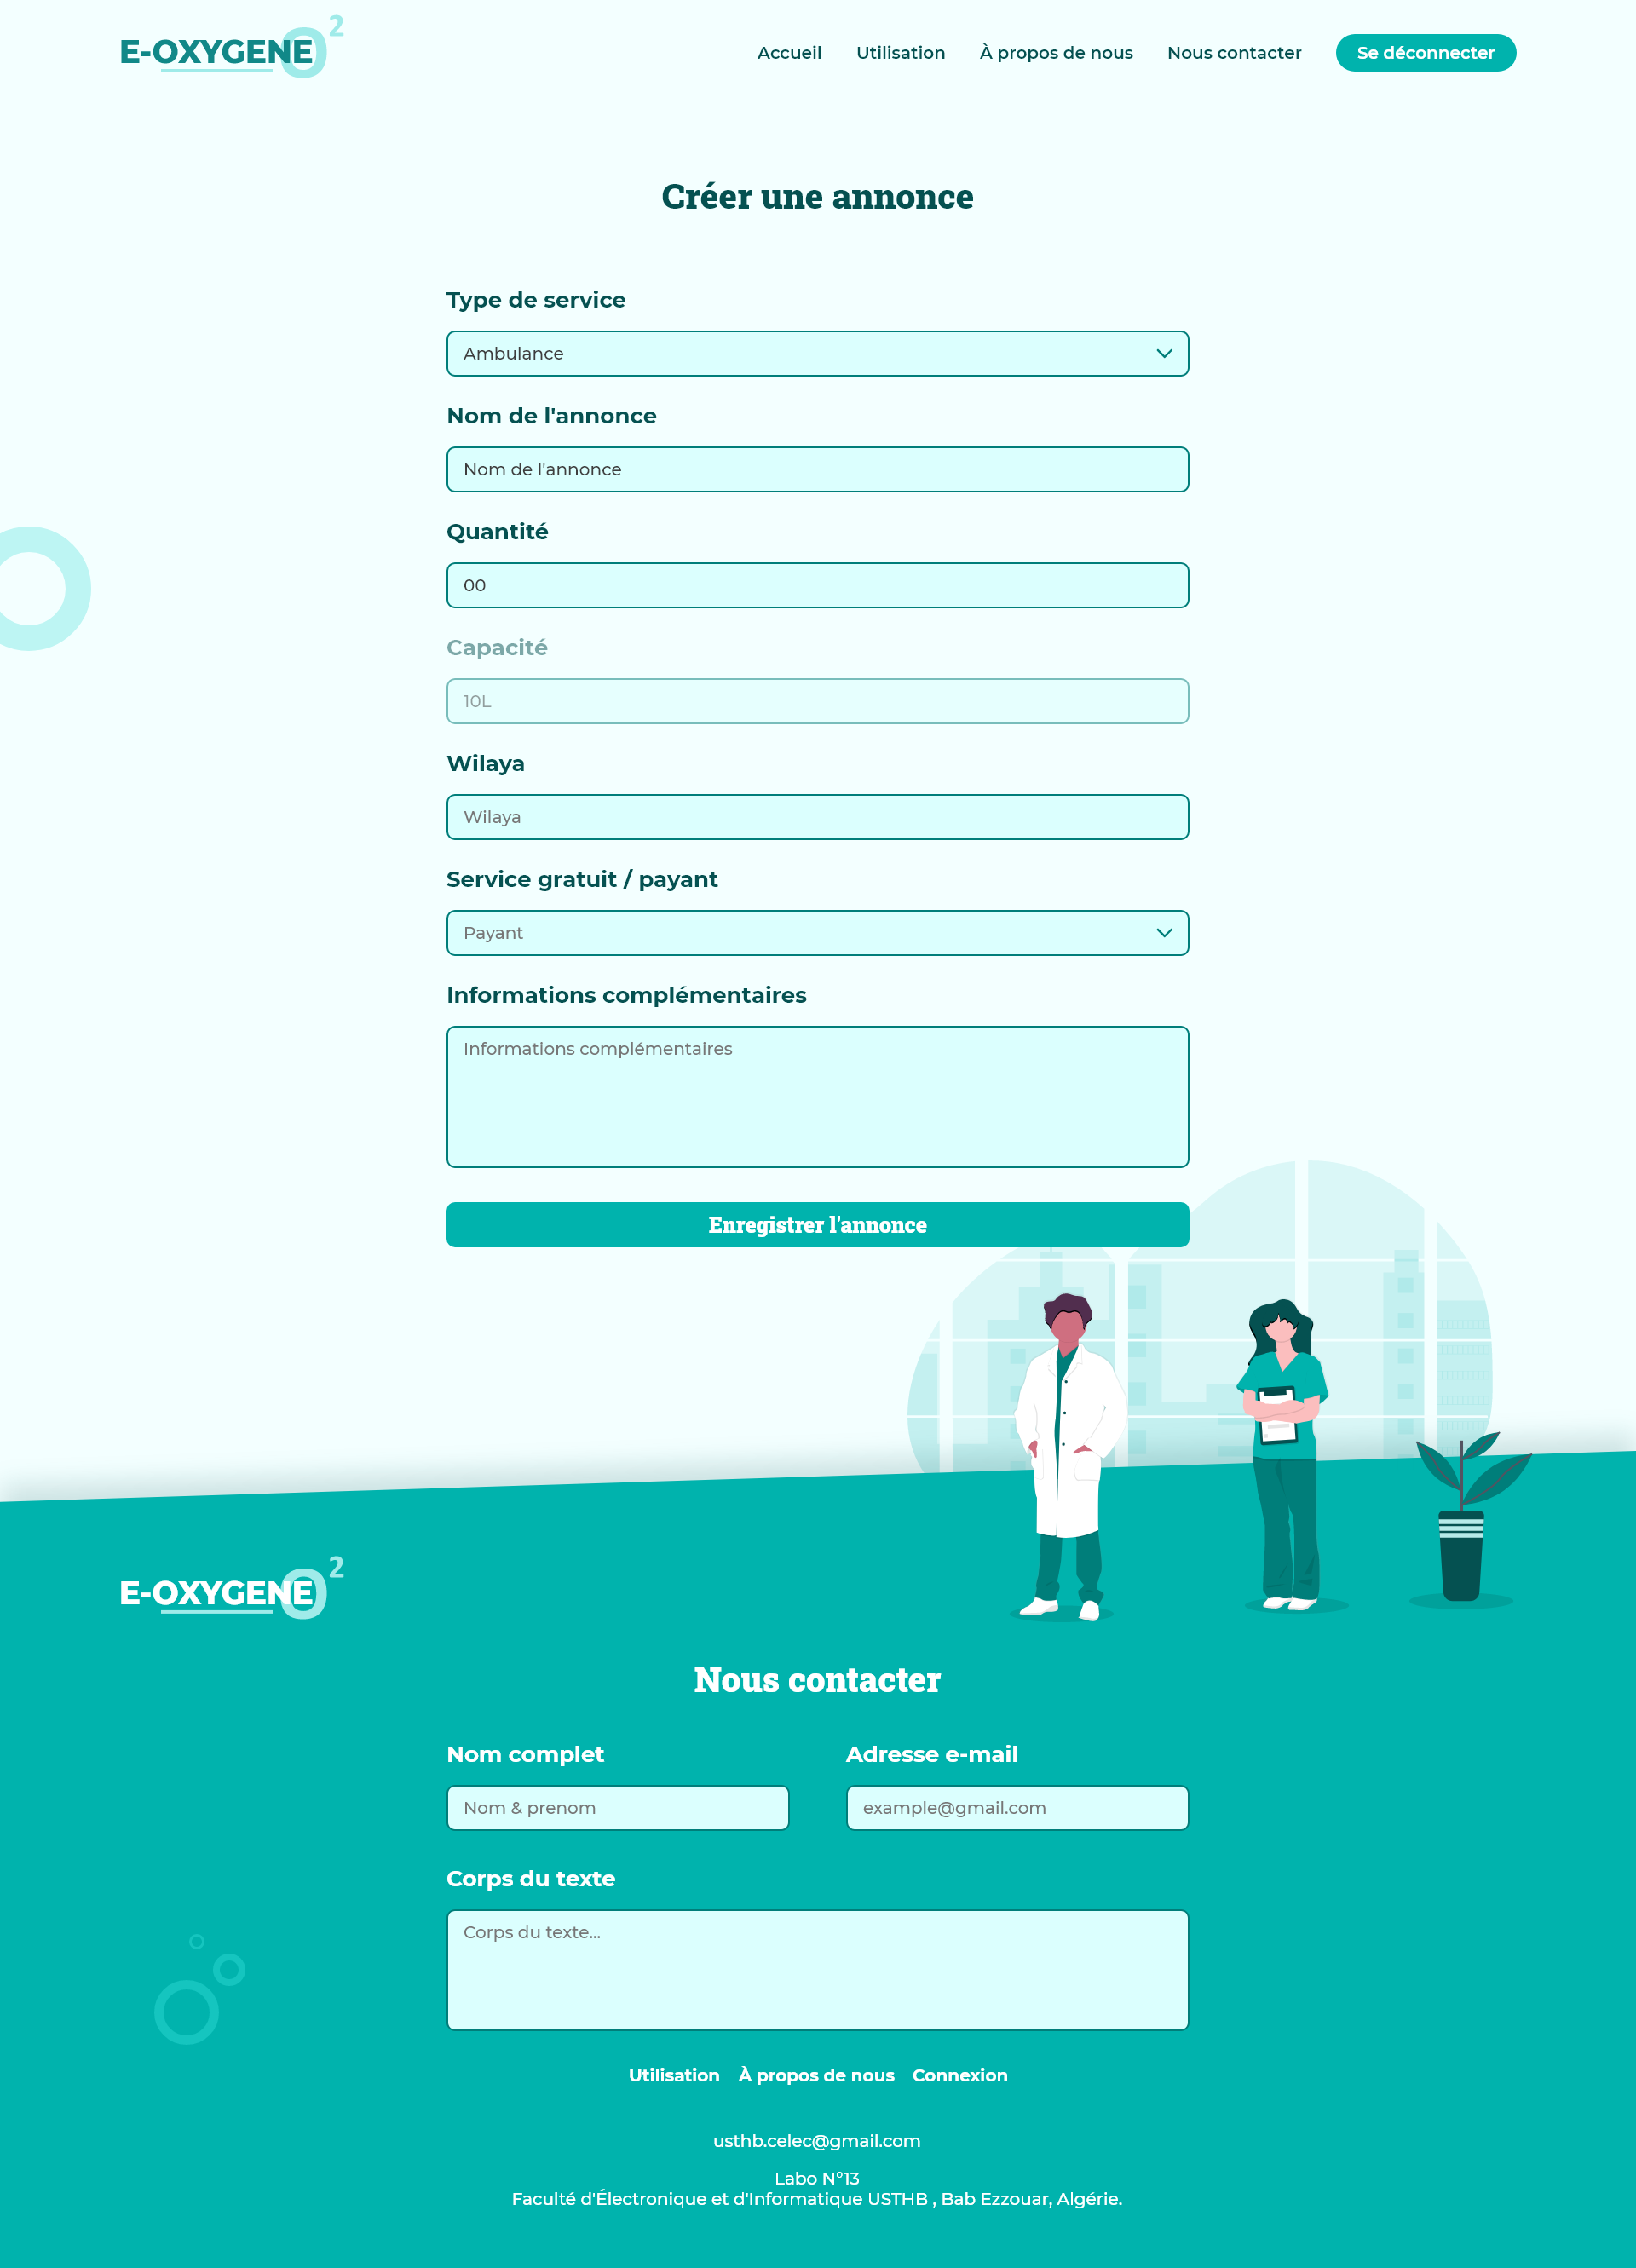 E-OXYGENE O2
Accueil Utilisation À propos de nous Nous contacter Se déconnecter
Créer une annonce
Type de service
Ambulance
Nom de l'annonce
Nom de l'annonce
Quantité
00
Capacité
10L
Wilaya
Wilaya
Service gratuit / payant
Payant
Informations complémentaires
Informations complémentaires
Enregistrer l'annonce
E-OXYGENE O2
Nous contacter
Nom complet Adresse e-mail
Nom & prenom example@gmail.com
Corps du texte
Corps du texte...
Utilisation À propos de nous Connexion
usthb.celec@gmail.com
Labo N°13
Faculté d'Électronique et d'Informatique USTHB , Bab Ezzouar, Algérie.